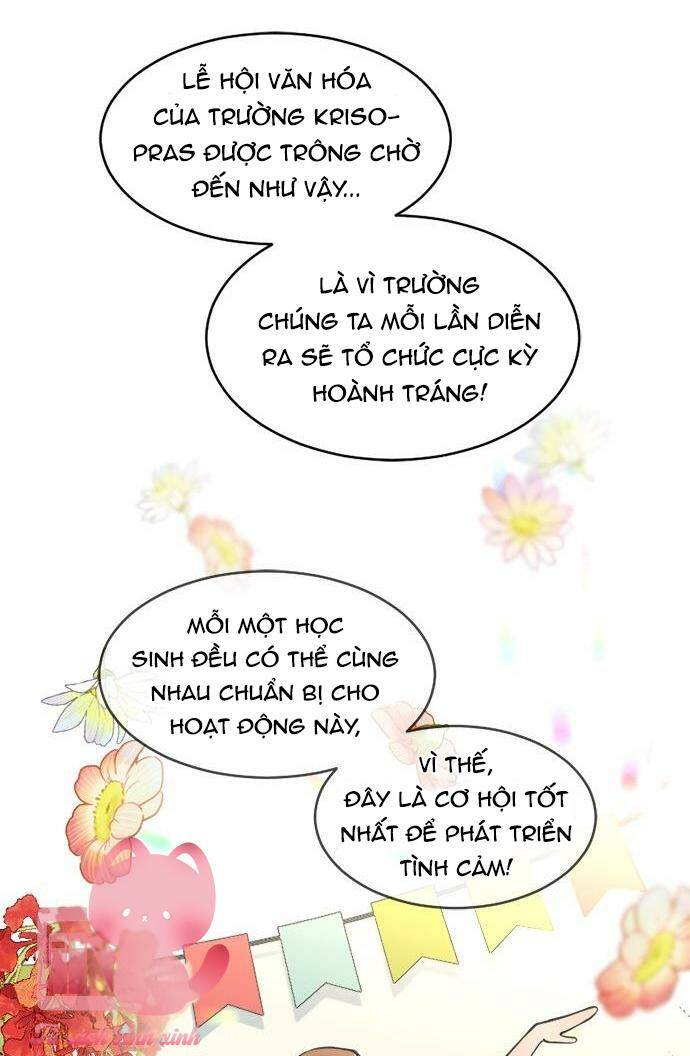 LỄ HỘI VĂN HÓA
CỦA TRƯỜNG KRISO-
PRAS ĐƯỢC TRÔNG CHỜ
ĐẾN NHƯ VẬY...
LÀ VÌ TRƯỜNG
CHÚNG TA MỖI LẦN DIỄN
RA SẼ TỔ CHỨC CỰC KỲ
HOÀNH TRÁNG!
MỖI MỘT HỌC
SINH ĐỀU CÓ THỂ CÙNG
NHAU CHUẨN BỊ CHO
HOẠT ĐỘNG NÀY,
VÌ THẾ,
ĐÂY LÀ CƠ HỘI TỐT
NHẤT ĐỂ PHÁT TRIỂN
TÌNH CẢM!
xinh xinh